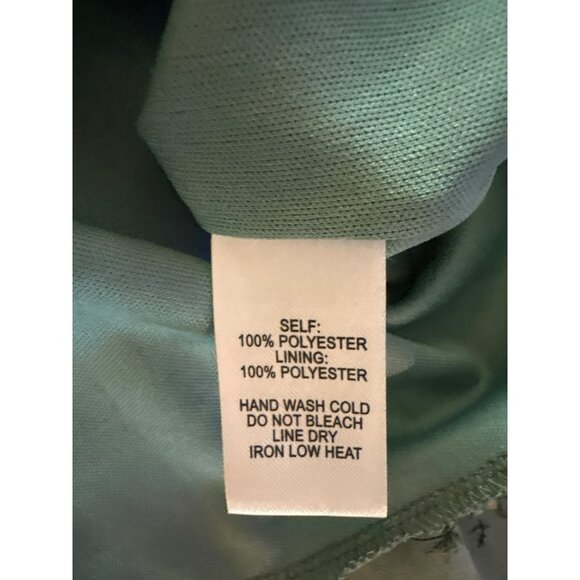 SELF:
100% POLYESTER
LINING:
100% POLYESTER
HAND WASH COLD
DO NOT BLEACH
LINE DRY
IRON LOW HEAT